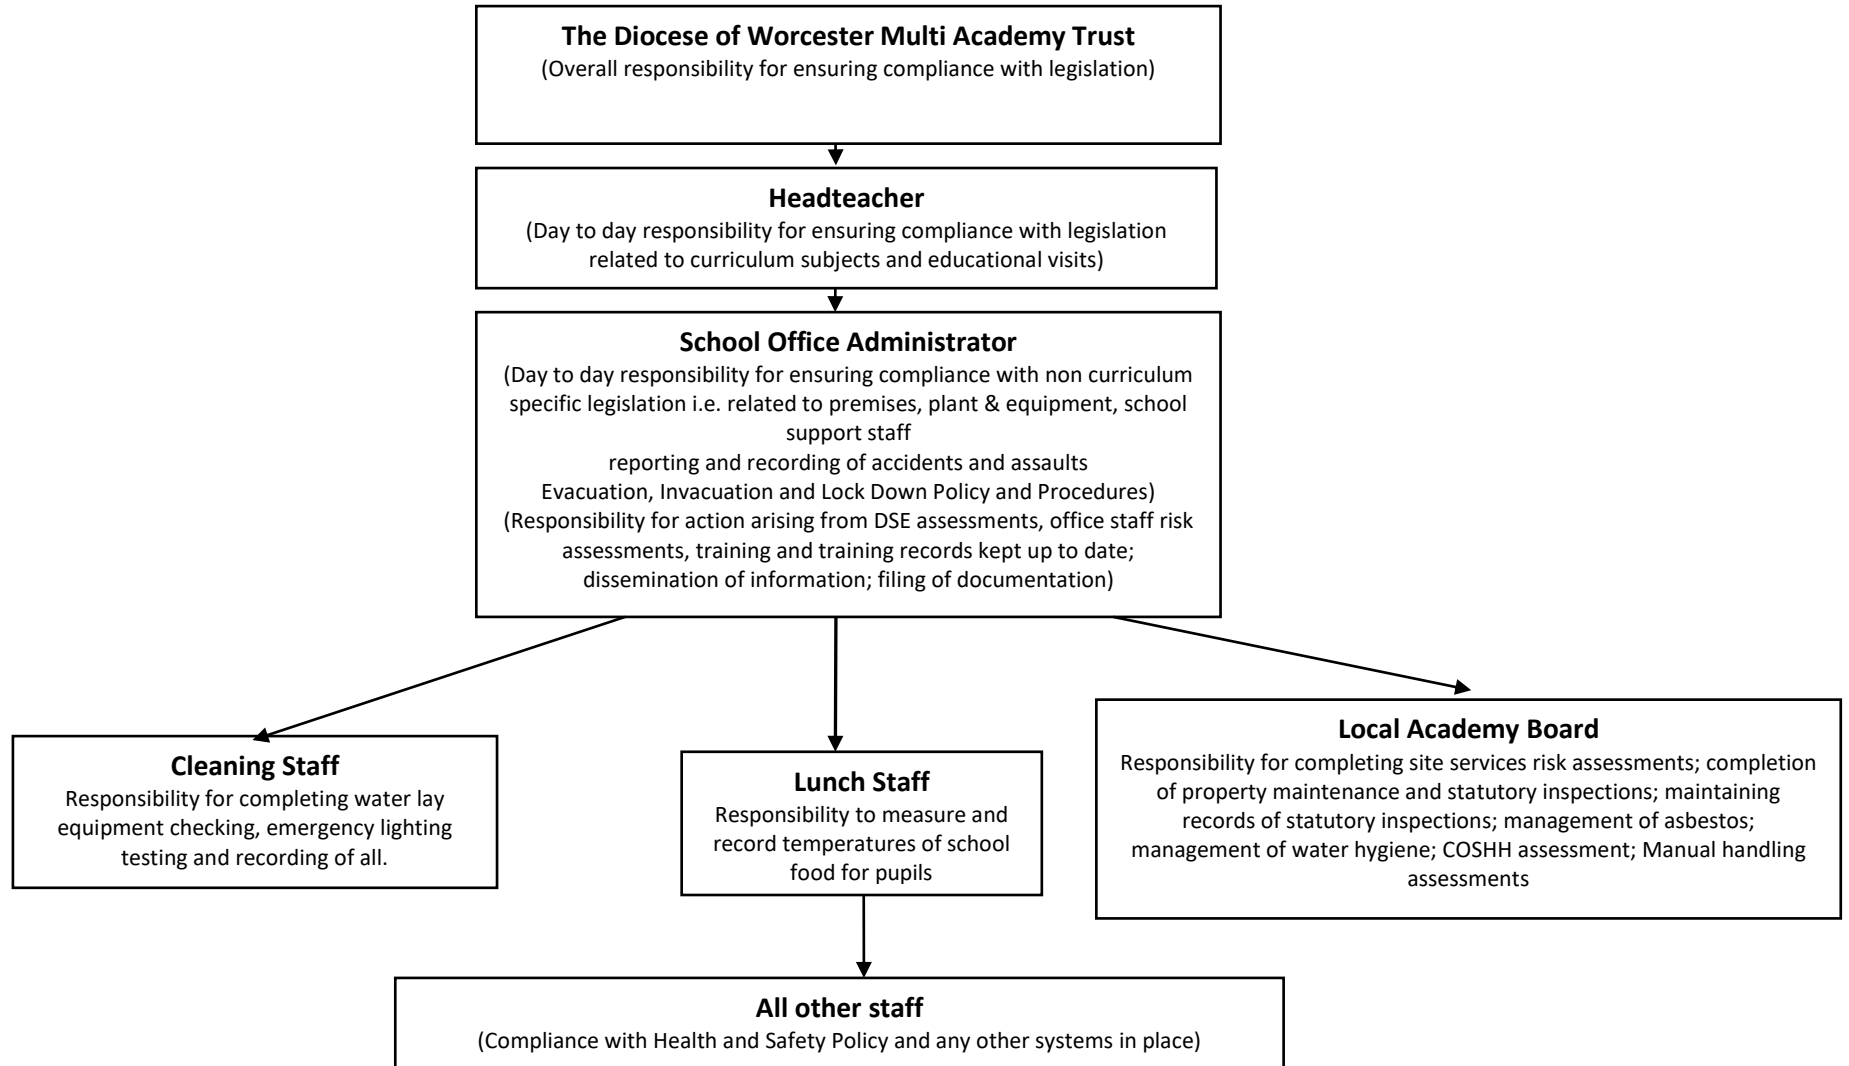 The Diocese of Worcester Multi Academy Trust
(Overall responsibility for ensuring compliance with legislation)
Headteacher
(Day to day responsibility for ensuring compliance with legislation
related to curriculum subjects and educational visits)
School Office Administrator
(Day to day responsibility for ensuring compliance with non curriculum
specific legislation i.e. related to premises, plant & equipment, school
support staff
reporting and recording of accidents and assaults
Evacuation, Invacuation and Lock Down Policy and Procedures)
(Responsibility for action arising from DSE assessments, office staff risk
assessments, training and training records kept up to date;
dissemination of information; filing of documentation)
Cleaning Staff
Responsibility for completing water lay
equipment checking, emergency lighting
testing and recording of all.
Lunch Staff
Responsibility to measure and
record temperatures of school
food for pupils
Local Academy Board
Responsibility for completing site services risk assessments; completion
of property maintenance and statutory inspections; maintaining
records of statutory inspections; management of asbestos;
management of water hygiene; COSHH assessment; Manual handling
assessments
All other staff
(Compliance with Health and Safety Policy and any other systems in place)